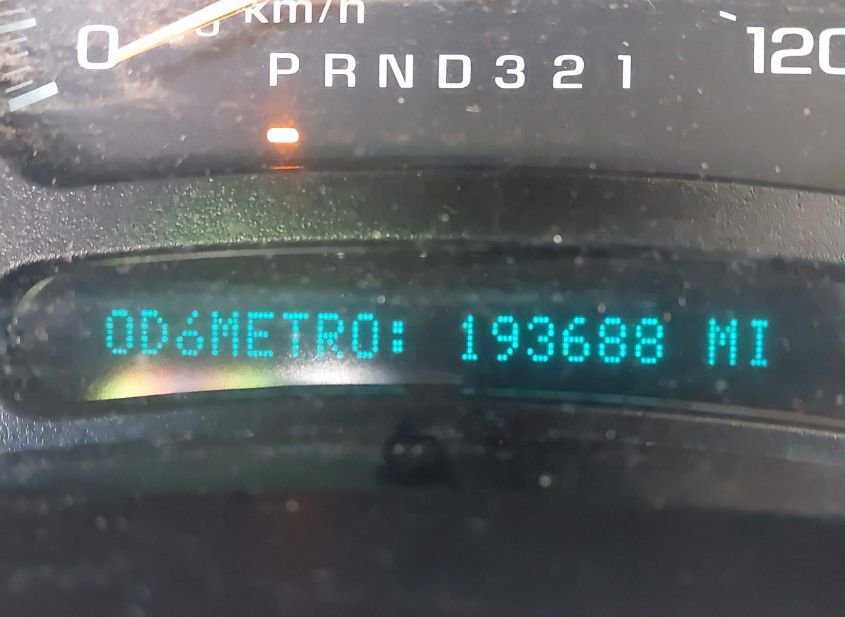 km/h
0
120
P R N D 3 2 1
ODóMETRO: 193688 MI